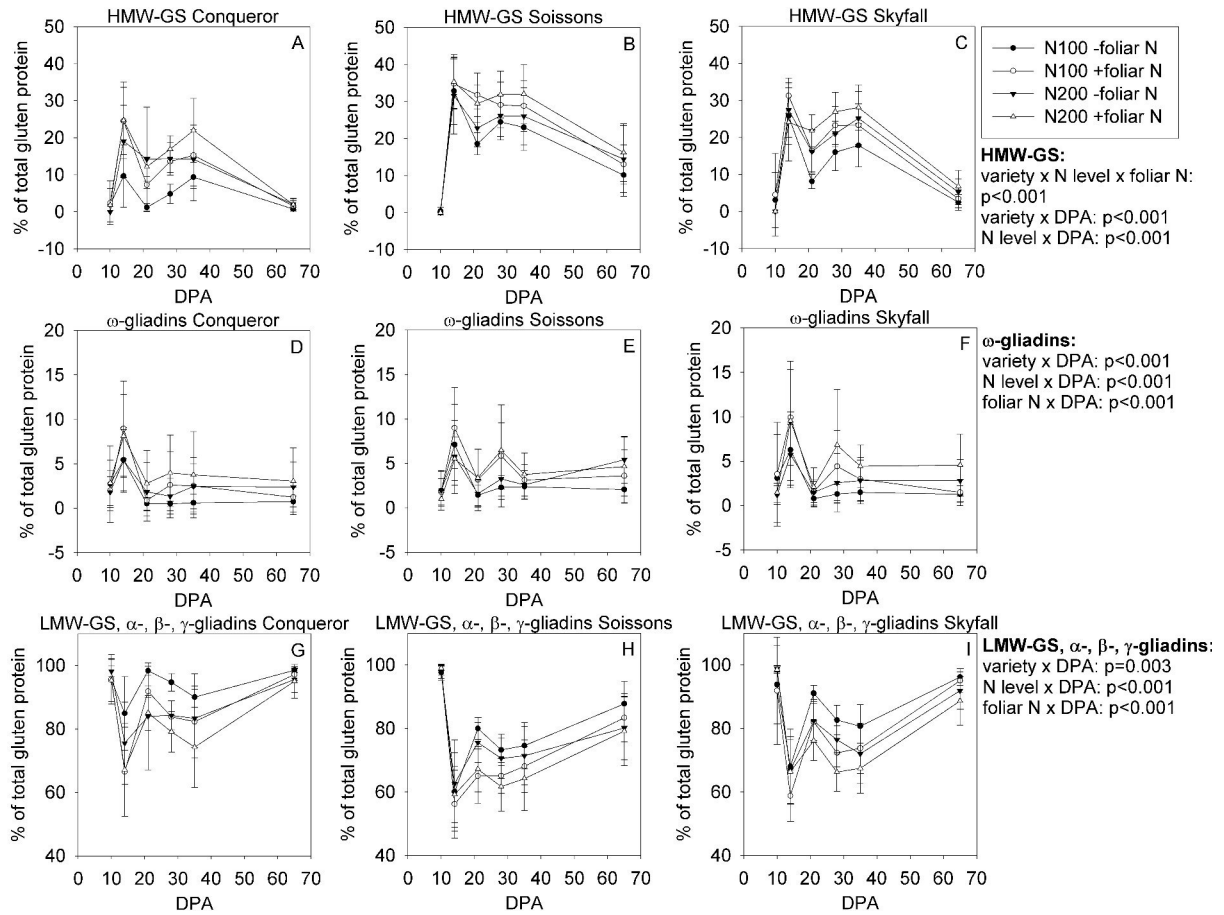 HMW-GS Conqueror
A
% of total gluten protein
50
40
30
20
10
0
-10
0 10 20 30 40 50 60 70
DPA
HMW-GS Soissons
B
% of total gluten protein
50
40
30
20
10
0
-10
0 10 20 30 40 50 60 70
DPA
HMW-GS Skyfall
C
% of total gluten protein
50
40
30
20
10
0
-10
0 10 20 30 40 50 60 70
DPA
N100 -foliar N
N100 +foliar N
N200 -foliar N
N200 +foliar N
HMW-GS:
variety x N level x foliar N:
p<0.001
variety x DPA: p<0.001
N level x DPA: p<0.001
ω-gliadins Conqueror
D
% of total gluten protein
20
15
10
5
0
-5
0 10 20 30 40 50 60 70
DPA
ω-gliadins Soissons
E
% of total gluten protein
20
15
10
5
0
-5
0 10 20 30 40 50 60 70
DPA
ω-gliadins Skyfall
F
% of total gluten protein
20
15
10
5
0
-5
0 10 20 30 40 50 60 70
DPA
ω-gliadins:
variety x DPA: p<0.001
N level x DPA: p<0.001
foliar N x DPA: p<0.001
LMW-GS, α-, β-, γ-gliadins Conqueror
G
% of total gluten protein
100
80
60
40
0 10 20 30 40 50 60 70
DPA
LMW-GS, α-, β-, γ-gliadins Soissons
H
% of total gluten protein
100
80
60
40
0 10 20 30 40 50 60 70
DPA
LMW-GS, α-, β-, γ-gliadins Skyfall
I
% of total gluten protein
100
80
60
40
0 10 20 30 40 50 60 70
DPA
LMW-GS, α-, β-, γ-gliadins:
variety x DPA: p=0.003
N level x DPA: p<0.001
foliar N x DPA: p<0.001